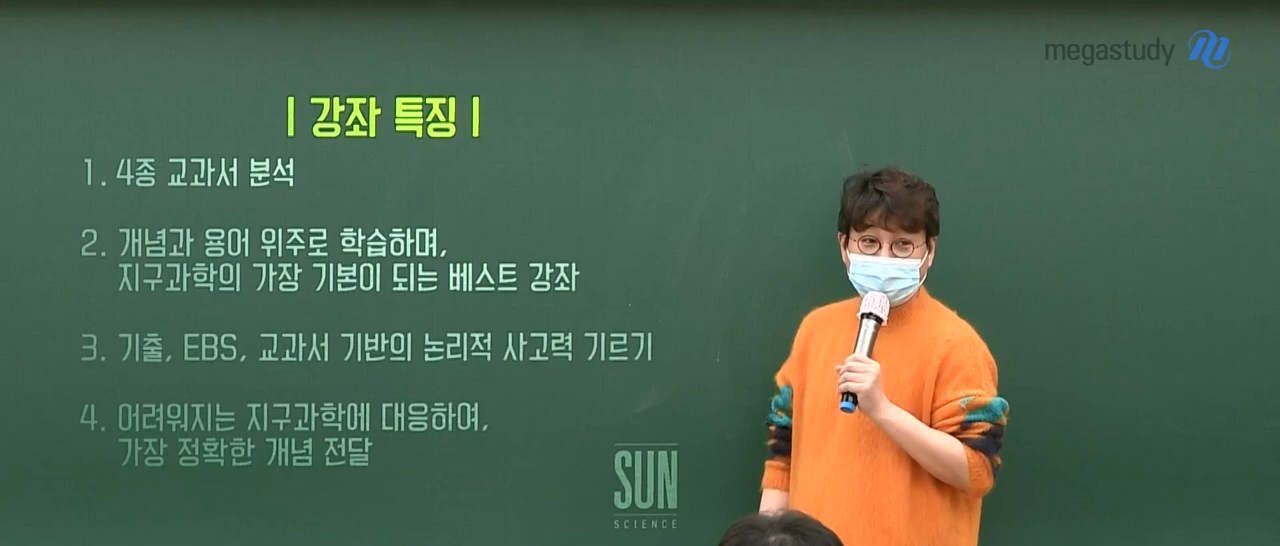 megastudy
| 강좌 특징 |
1. 4종 교과서 분석
2. 개념과 용어 위주로 학습하며,
지구과학의 가장 기본이 되는 베스트 강좌
3. 기출, EBS, 교과서 기반의 논리적 사고력 기르기
4. 어려워지는 지구과학에 대응하여,
가장 정확한 개념 전달
SUN
SCIENCE